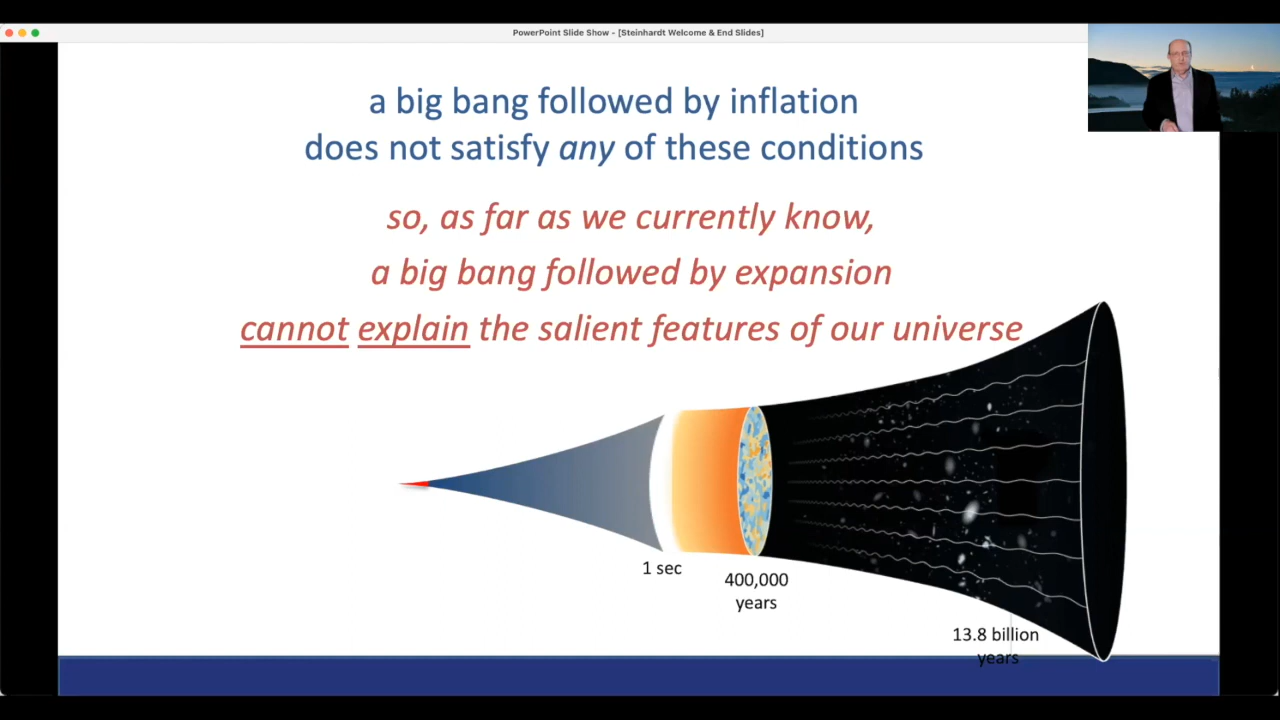 PowerPoint Slide Show - [Steinhardt Welcome & End Slides]
a big bang followed by inflation
does not satisfy any of these conditions
so, as far as we currently know,
a big bang followed by expansion
cannot explain the salient features of our universe
1 sec
400,000
years
13.8 billion
years